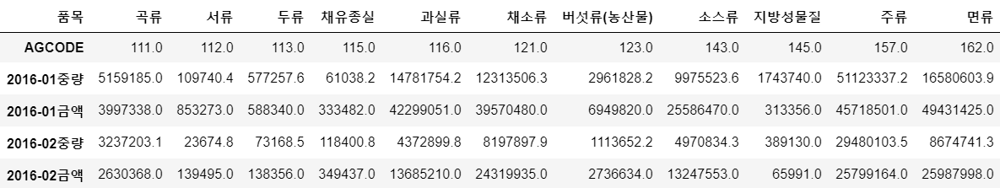 품목 곡류 서류 두류 채유종실 과실류 채소류 버섯류(농산물) 소스류 지방성물질 주류 면류
AGCODE 111.0 112.0 113.0 115.0 116.0 121.0 123.0 143.0 145.0 157.0 162.0
2016-01중량 5159185.0 109740.4 577257.6 61038.2 14781754.2 12313506.3 2961828.2 9975523.6 1743740.0 51123337.2 16580603.9
2016-01금액 3997338.0 853273.0 588340.0 333482.0 42299051.0 39570480.0 6949820.0 25586470.0 313356.0 45718501.0 49431425.0
2016-02중량 3237203.1 23674.8 73168.5 118400.8 4372899.8 8197897.9 1113652.2 4970834.3 389130.0 29480103.5 8674741.3
2016-02금액 2630368.0 139495.0 138356.0 349437.0 13685210.0 24319935.0 2736634.0 13247553.0 65991.0 25799164.0 25987998.0